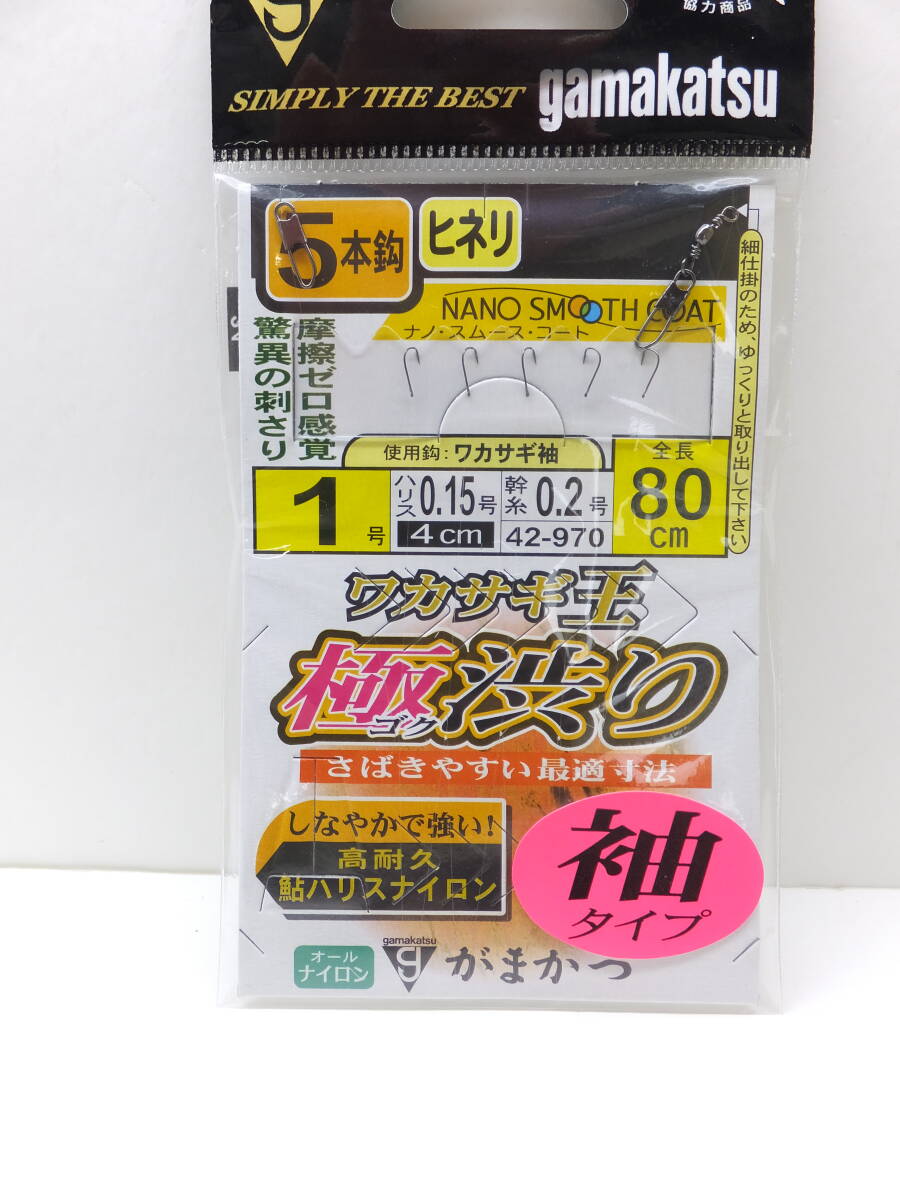 協力商品
SIMPLY THE BEST
gamakatsu
5本鈎
ヒネリ
NANO SMOOTH COAT
ナノ・スムース・コート
摩擦ゼロ感覚
驚異の刺さり
細仕掛のため、ゆっくりと取り出して下さい
使用鈎:ワカサギ袖
1号
ハリス0.15号
4cm
幹糸0.2号
42-970
全長
80cm
ワカサギ王
極渋り
ゴク
さばきやすい最適寸法
しなやかで強い!
高耐久
鮎ハリスナイロン
袖
タイプ
オール
ナイロン
gamakatsu
がまかつ